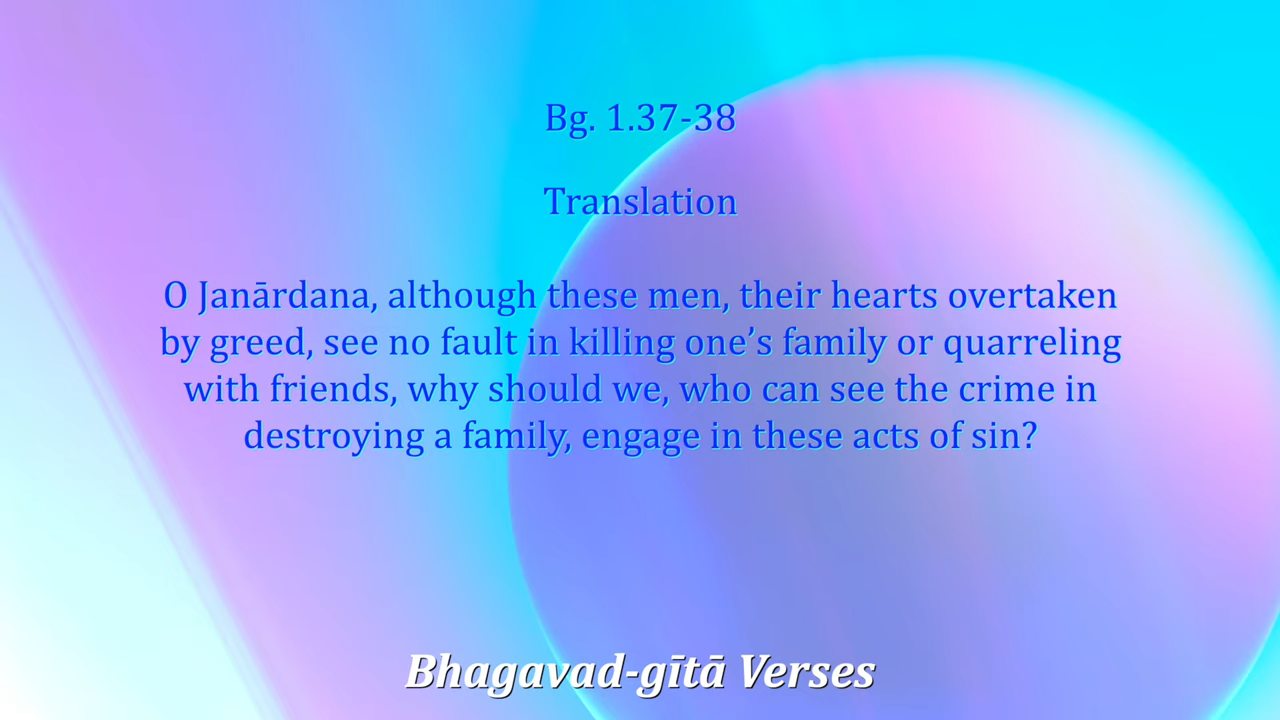 Bg. 1.37-38
Translation
O Janārdana, although these men, their hearts overtaken
by greed, see no fault in killing one’s family or quarreling
with friends, why should we, who can see the crime in
destroying a family, engage in these acts of sin?
Bhagavad-gītā Verses